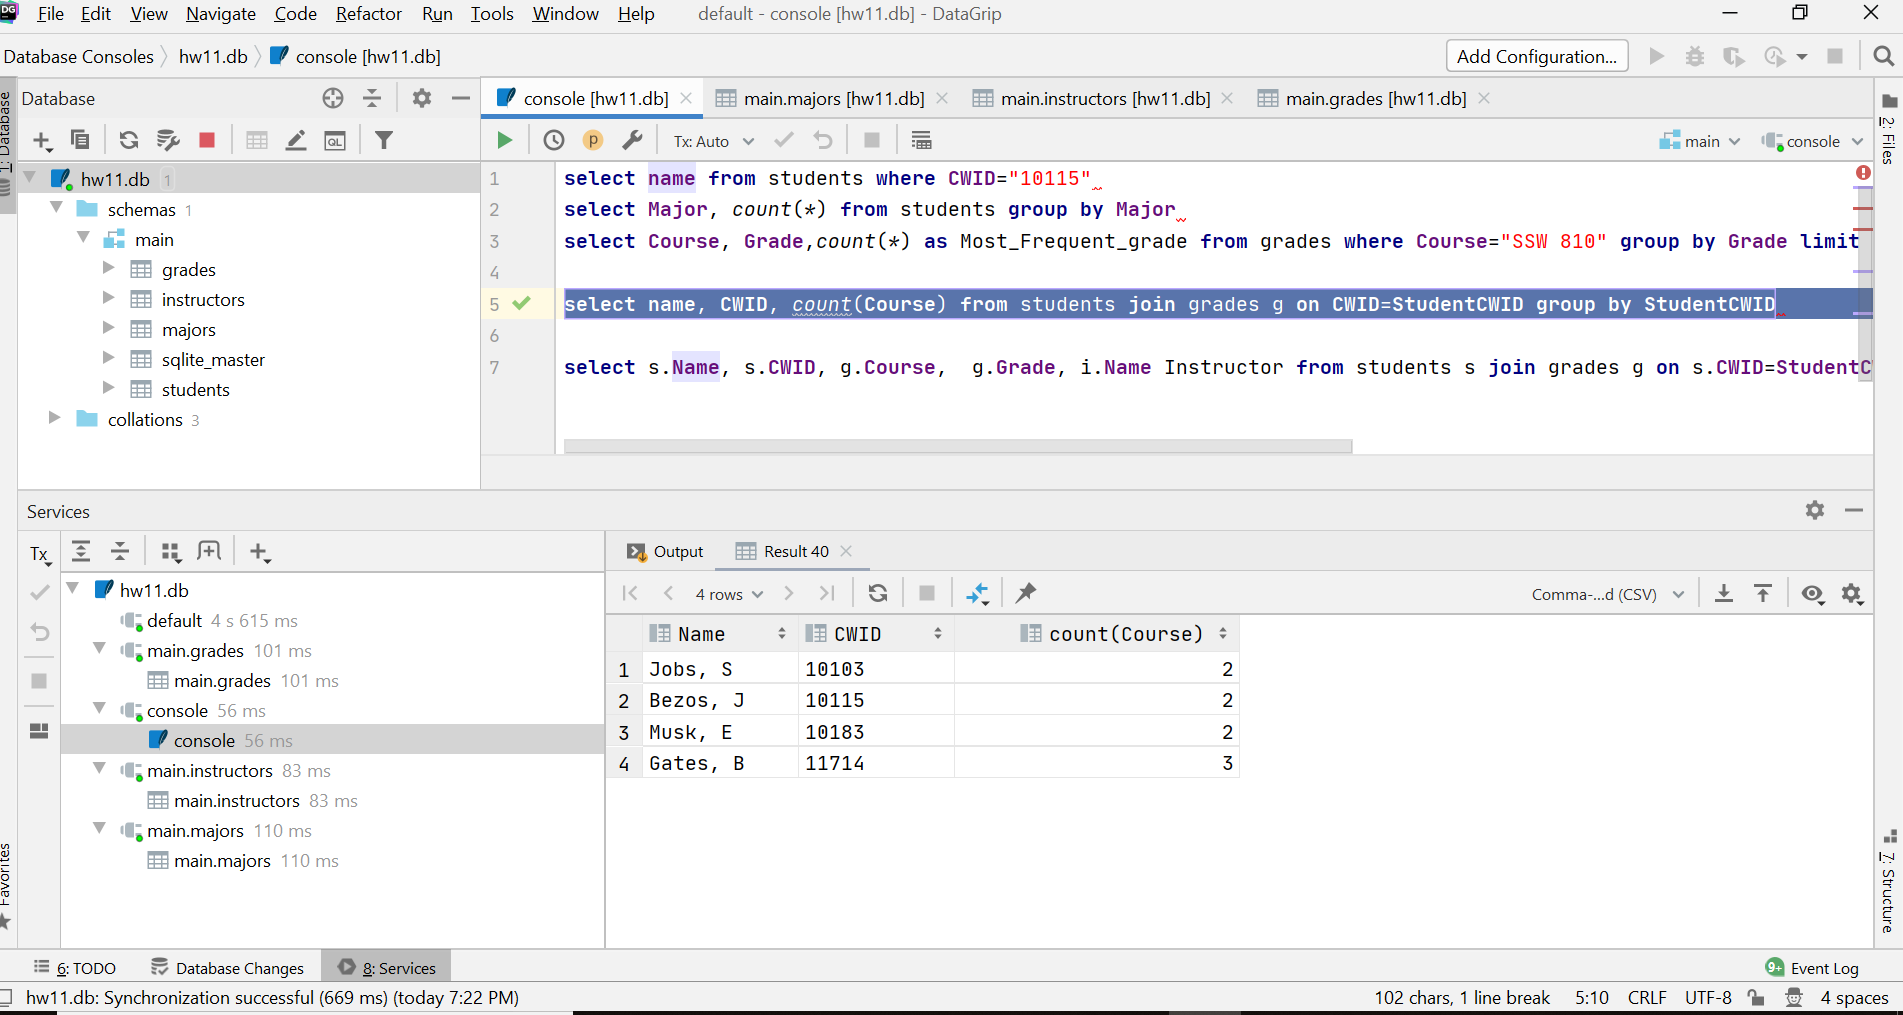 DG File Edit View Navigate Code Refactor Run Tools Window Help default - console [hw11.db] - DataGrip
Database Consoles hw11.db console [hw11.db] Add Configuration...
Database console [hw11.db] main.majors [hw11.db] main.instructors [hw11.db] main.grades [hw11.db]
1: Database
2: Files
QL p Tx: Auto main console
hw11.db 1
schemas 1
main
grades
instructors
majors
sqlite_master
students
collations 3
1 select name from students where CWID="10115"
2 select Major, count(*) from students group by Major
3 select Course, Grade,count(*) as Most_Frequent_grade from grades where Course="SSW 810" group by Grade limit
4
5 select name, CWID, count(Course) from students join grades g on CWID=StudentCWID group by StudentCWID
6
7 select s.Name, s.CWID, g.Course, g.Grade, i.Name Instructor from students s join grades g on s.CWID=StudentC
Services
Tx
hw11.db
default 4 s 615 ms
main.grades 101 ms
main.grades 101 ms
console 56 ms
console 56 ms
main.instructors 83 ms
main.instructors 83 ms
main.majors 110 ms
main.majors 110 ms
Output Result 40
4 rows Comma-...d (CSV)
Name CWID count(Course)
1 Jobs, S 10103 2
2 Bezos, J 10115 2
3 Musk, E 10183 2
4 Gates, B 11714 3
Favorites
7: Structure
6: TODO Database Changes 8: Services 9+ Event Log
hw11.db: Synchronization successful (669 ms) (today 7:22 PM) 102 chars, 1 line break 5:10 CRLF UTF-8 4 spaces